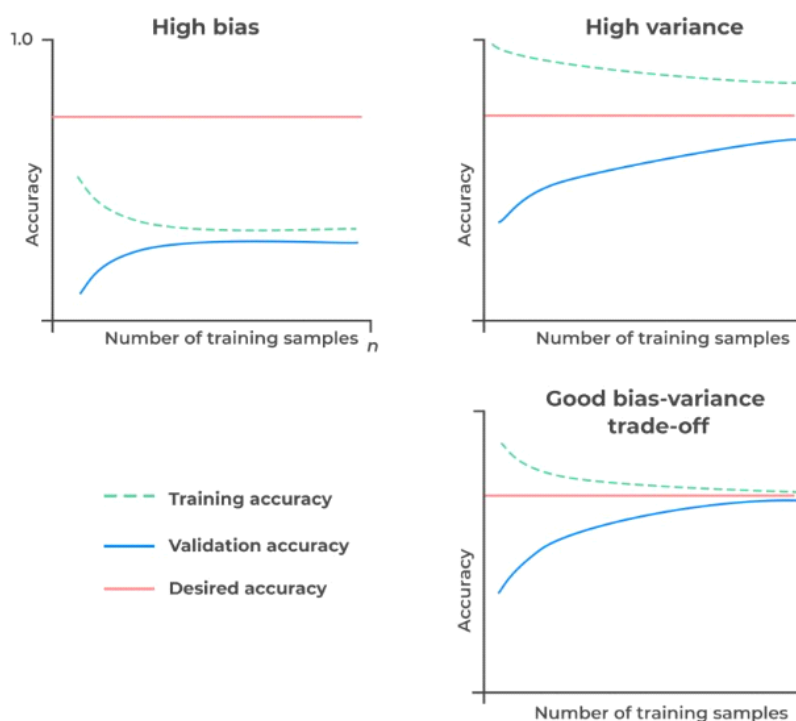 High bias
1.0
Accuracy
Number of training samples
n
High variance
Accuracy
Number of training samples
Training accuracy
Validation accuracy
Desired accuracy
Good bias-variance
trade-off
Accuracy
Number of training samples